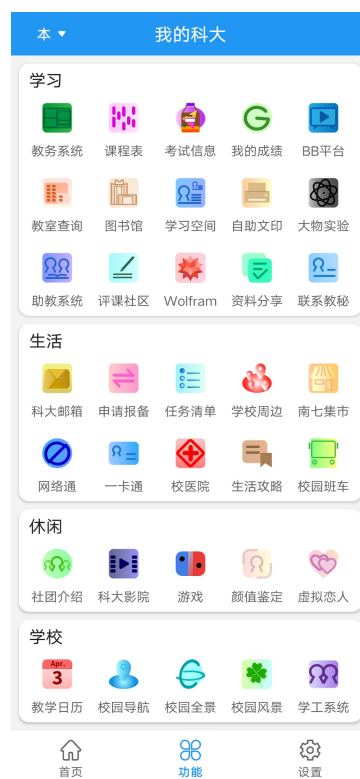 本 我的科大
学习
教务系统 课程表 考试信息 我的成绩 BB平台
教室查询 图书馆 学习空间 自助文印 大物实验
助教系统 评课社区 Wolfram 资料分享 联系教秘
生活
科大邮箱 申请报备 任务清单 学校周边 南七集市
网络通 一卡通 校医院 生活攻略 校园班车
休闲
社团介绍 科大影院 游戏 颜值鉴定 虚拟恋人
学校
Apr.
3
教学日历 校园导航 校园全景 校园风景 学工系统
首页 功能 设置